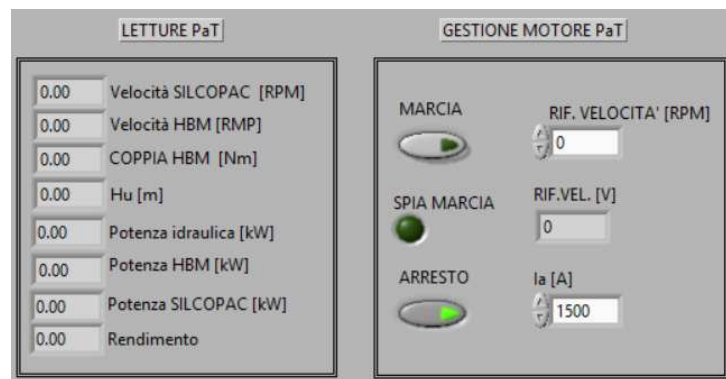 LETTURE PaT
0.00 Velocità SILCOPAC [RPM]
0.00 Velocità HBM [RMP]
0.00 COPPIA HBM [Nm]
0.00 Hu [m]
0.00 Potenza idraulica [kW]
0.00 Potenza HBM [kW]
0.00 Potenza SILCOPAC [kW]
0.00 Rendimento
GESTIONE MOTORE PaT
MARCIA
RIF. VELOCITA' [RPM]
0
SPIA MARCIA
RIF.VEL. [V]
0
ARRESTO
Ia [A]
1500